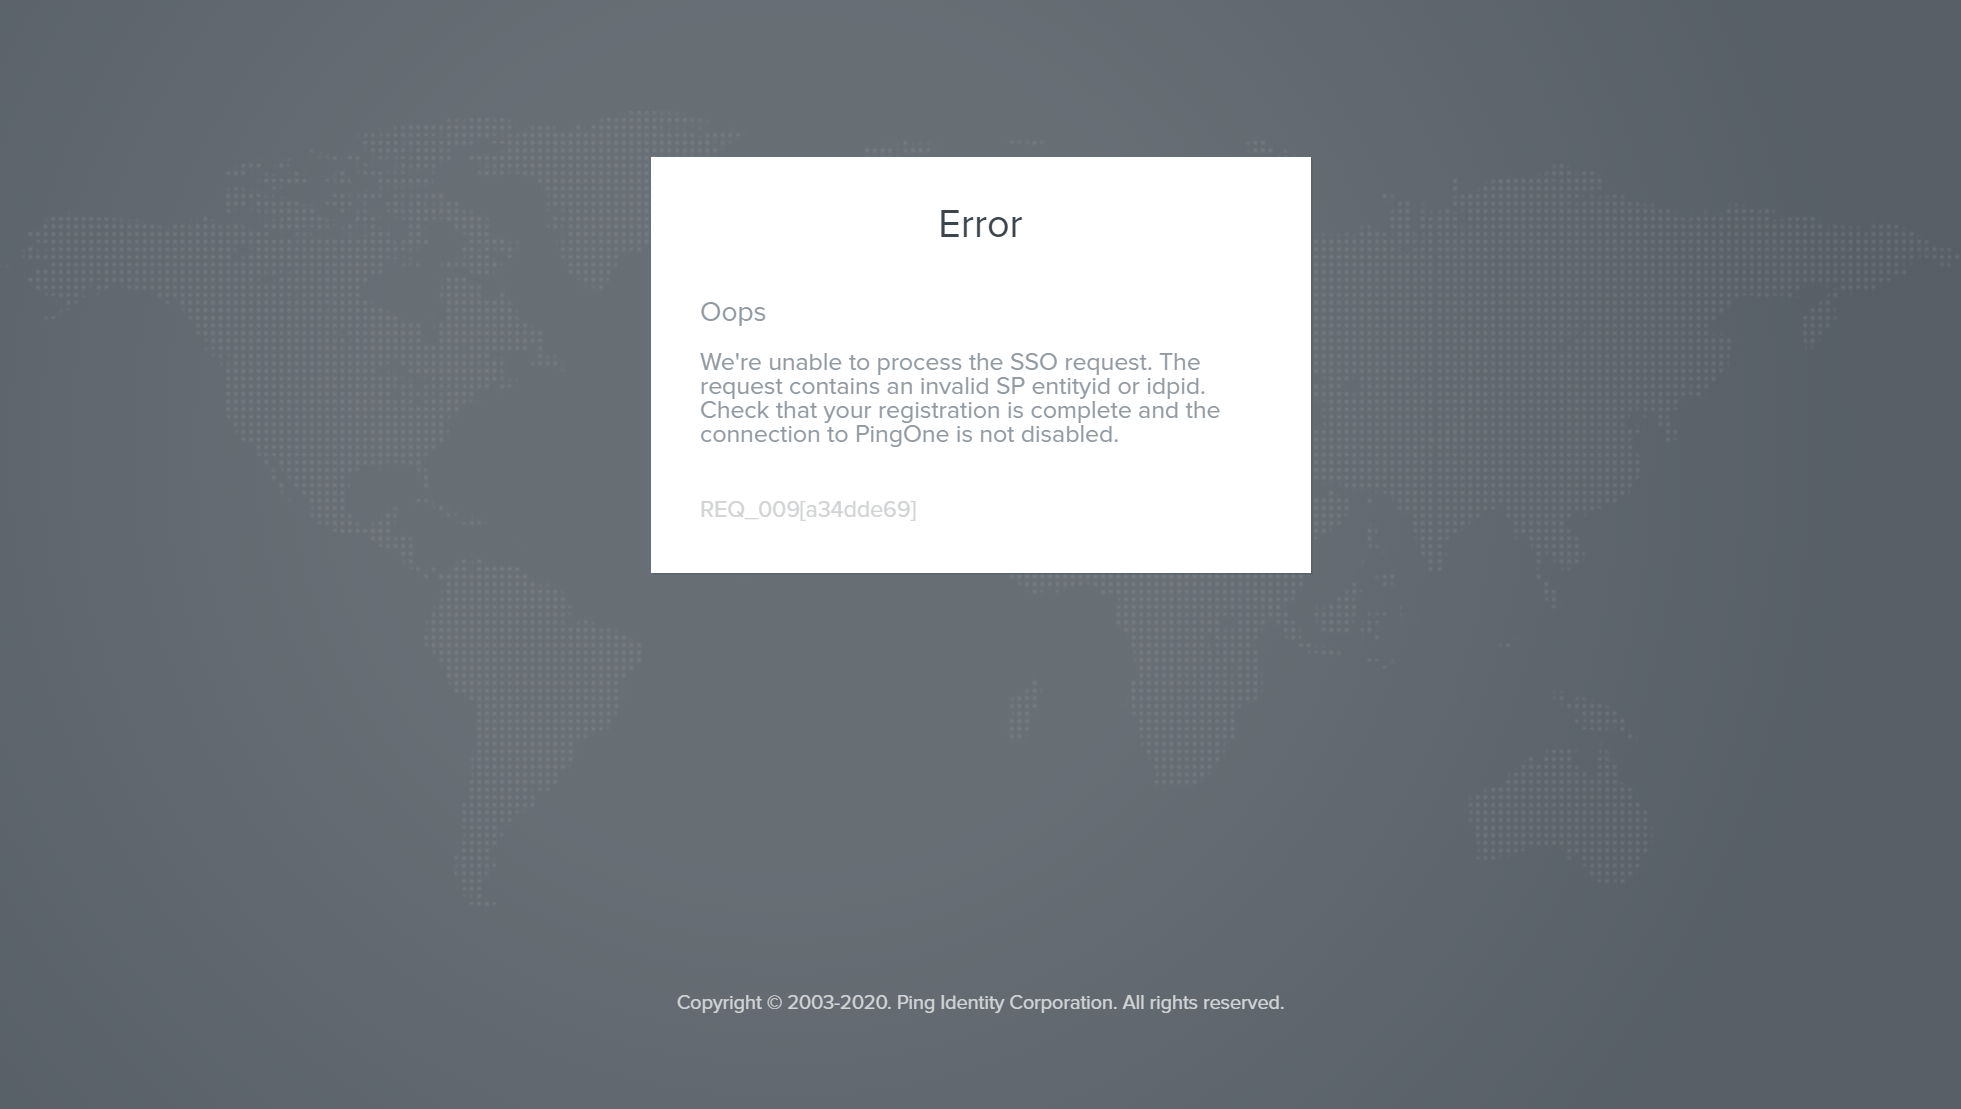 Error
Oops
We're unable to process the SSO request. The
request contains an invalid SP entityid or idpid.
Check that your registration is complete and the
connection to PingOne is not disabled.
REQ_009[a34dde69]
Copyright © 2003-2020. Ping Identity Corporation. All rights reserved.